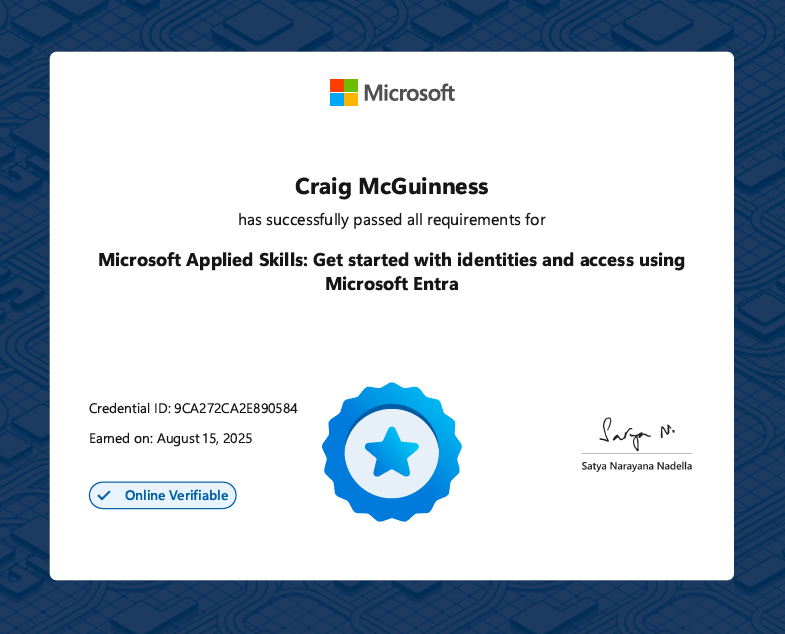 Microsoft
Craig McGuinness
has successfully passed all requirements for
Microsoft Applied Skills: Get started with identities and access using
Microsoft Entra
Credential ID: 9CA272CA2E890584
Earned on: August 15, 2025
Online Verifiable
Satya N.
Satya Narayana Nadella